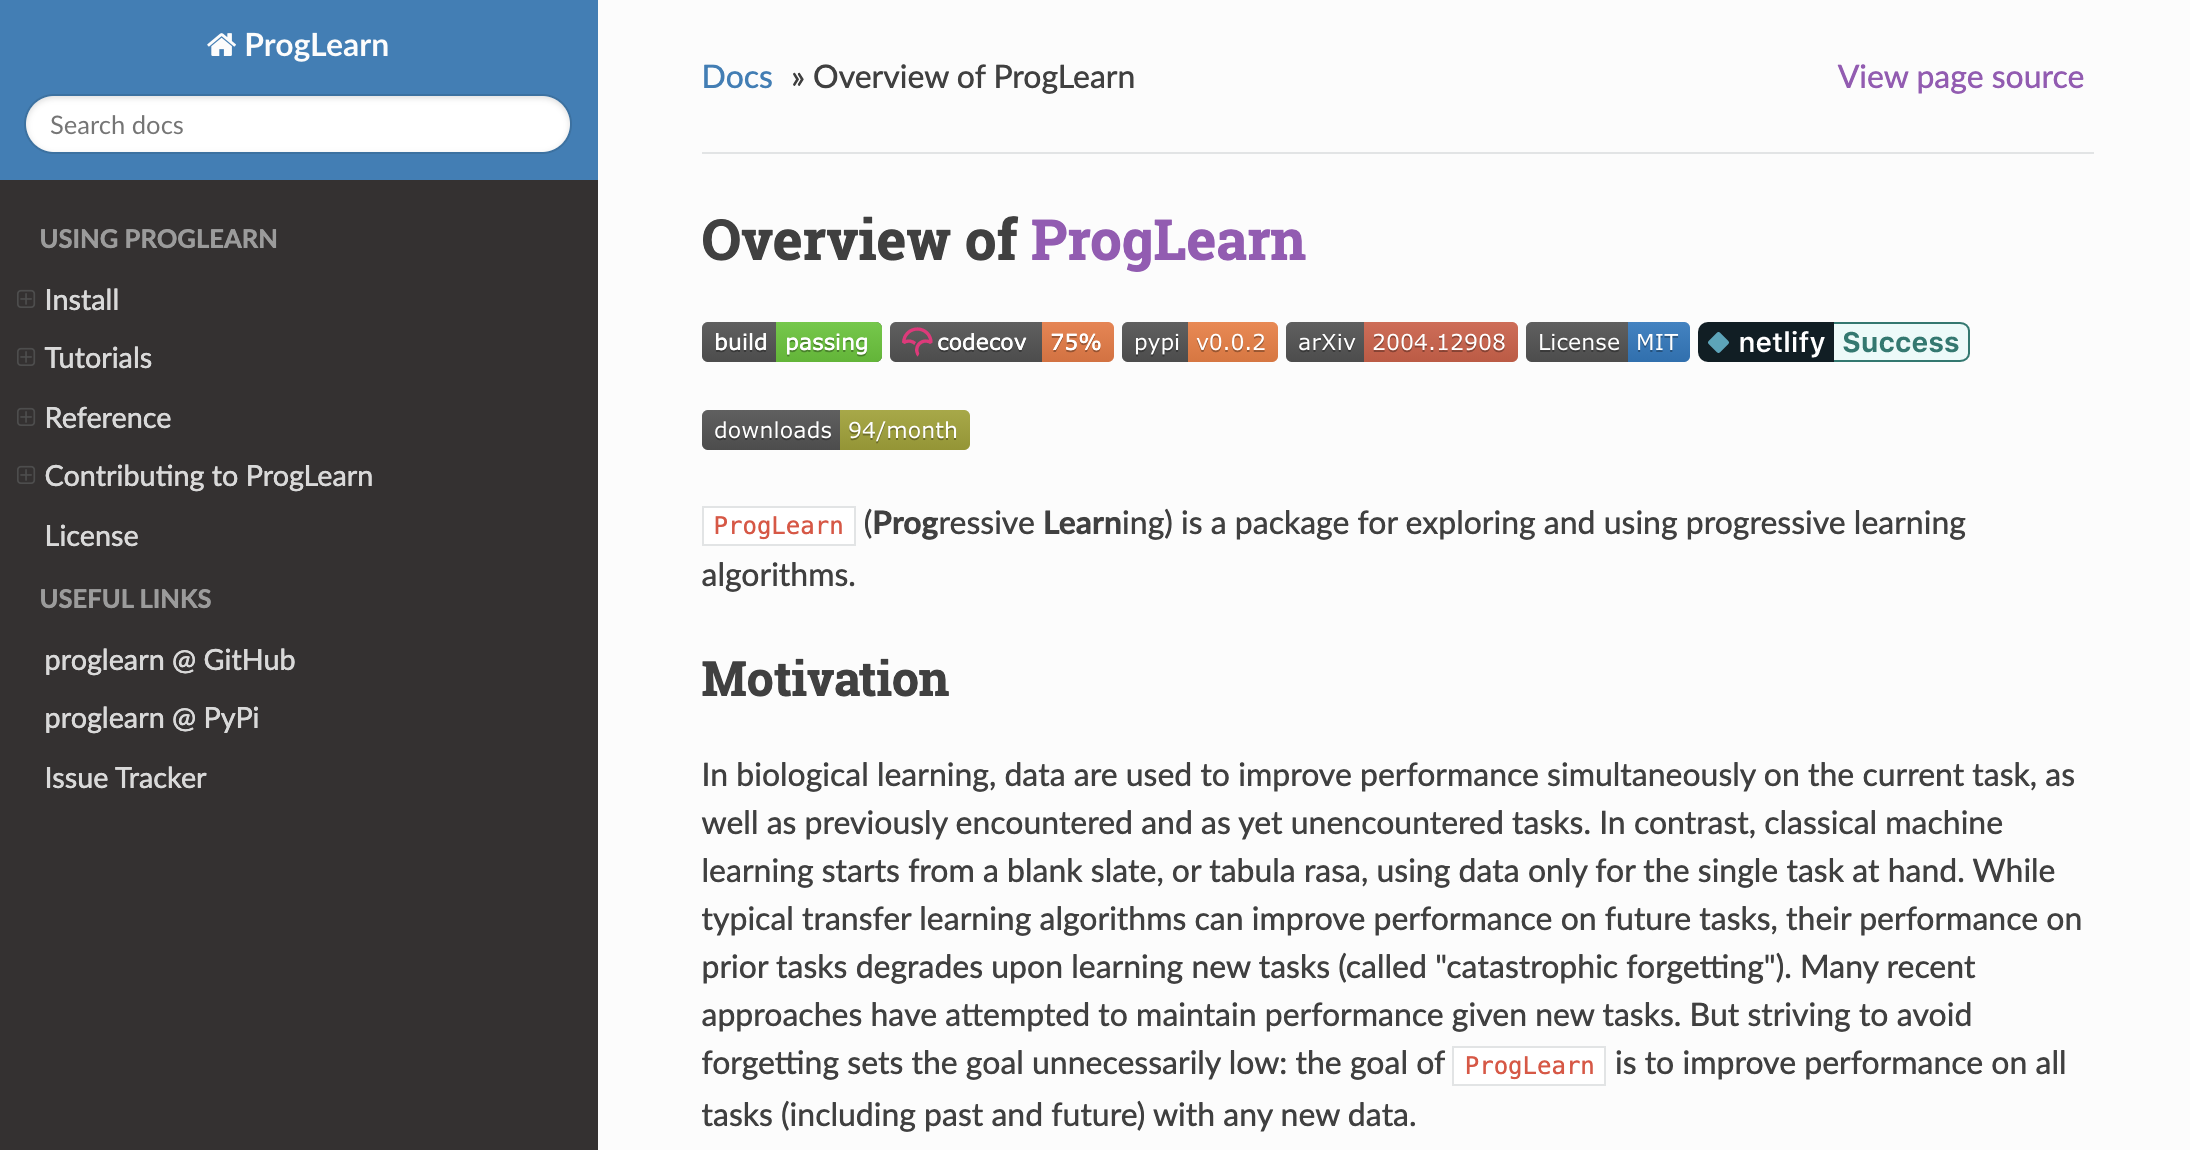 ProgLearn
Search docs
USING PROGLEARN
Install
Tutorials
Reference
Contributing to ProgLearn
License
USEFUL LINKS
proglearn @ GitHub
proglearn @ PyPi
Issue Tracker
Docs » Overview of ProgLearn
View page source
Overview of ProgLearn
build passing codecov 75% pypi v0.0.2 arXiv 2004.12908 License MIT netlify Success
downloads 94/month
ProgLearn (Progressive Learning) is a package for exploring and using progressive learning
algorithms.
Motivation
In biological learning, data are used to improve performance simultaneously on the current task, as
well as previously encountered and as yet unencountered tasks. In contrast, classical machine
learning starts from a blank slate, or tabula rasa, using data only for the single task at hand. While
typical transfer learning algorithms can improve performance on future tasks, their performance on
prior tasks degrades upon learning new tasks (called "catastrophic forgetting"). Many recent
approaches have attempted to maintain performance given new tasks. But striving to avoid
forgetting sets the goal unnecessarily low: the goal of ProgLearn is to improve performance on all
tasks (including past and future) with any new data.